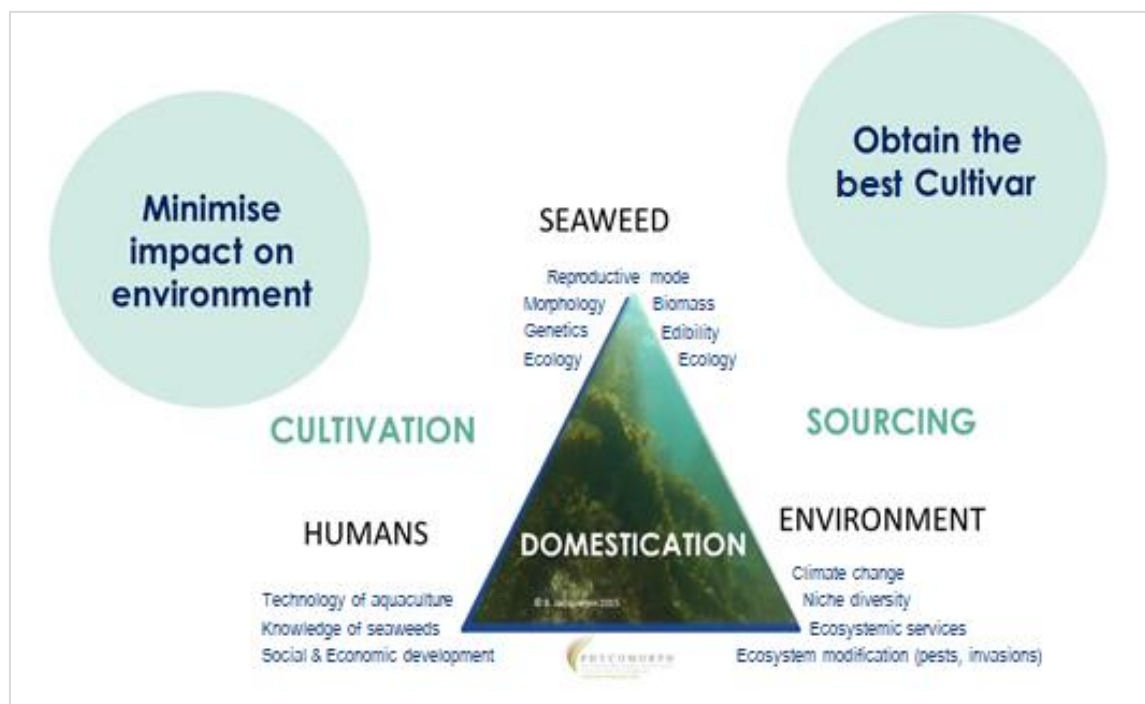 Minimise
impact on
environment
Obtain the
best Cultivar
SEAWEED
Reproductive mode
Morphology Biomass
Genetics Edibility
Ecology Ecology
CULTIVATION
SOURCING
HUMANS
ENVIRONMENT
DOMESTICATION
Technology of aquaculture
Knowledge of seaweeds
Social & Economic development
Climate change
Niche diversity
Ecosystemic services
Ecosystem modification (pests, invasions)
PHYCOMORPH